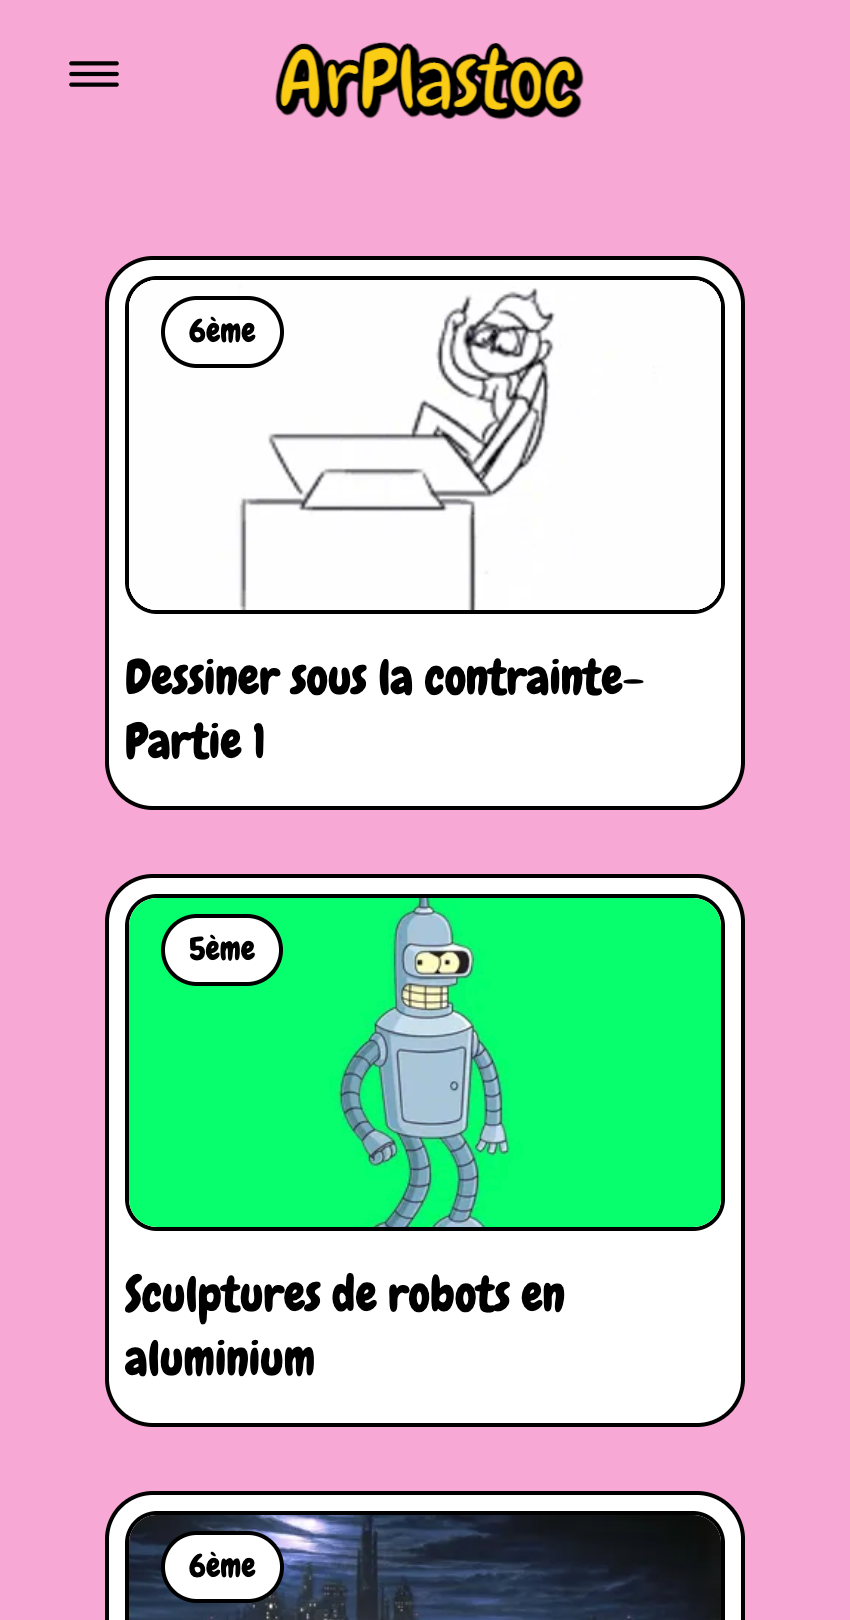 ArPlastoc
6ème
Dessiner sous la contrainte-
Partie 1
5ème
Sculptures de robots en
aluminium
6ème